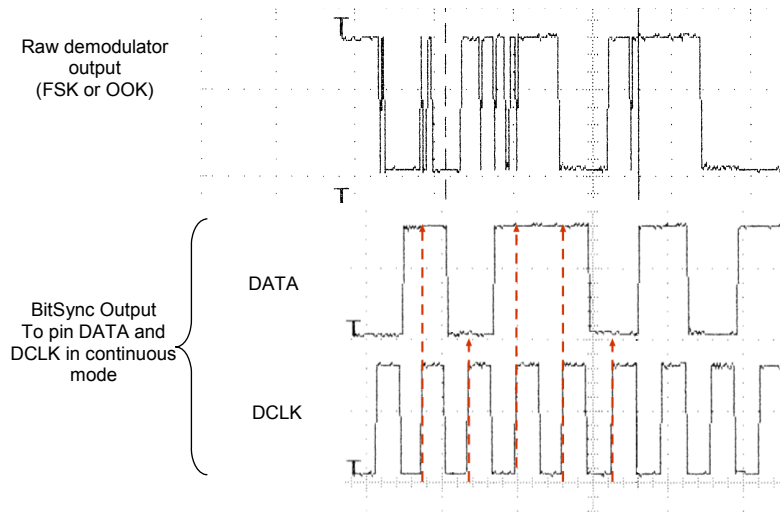 Raw demodulator
output
(FSK or OOK)
BitSync Output
To pin DATA and
DCLK in continuous
mode
DATA
DCLK